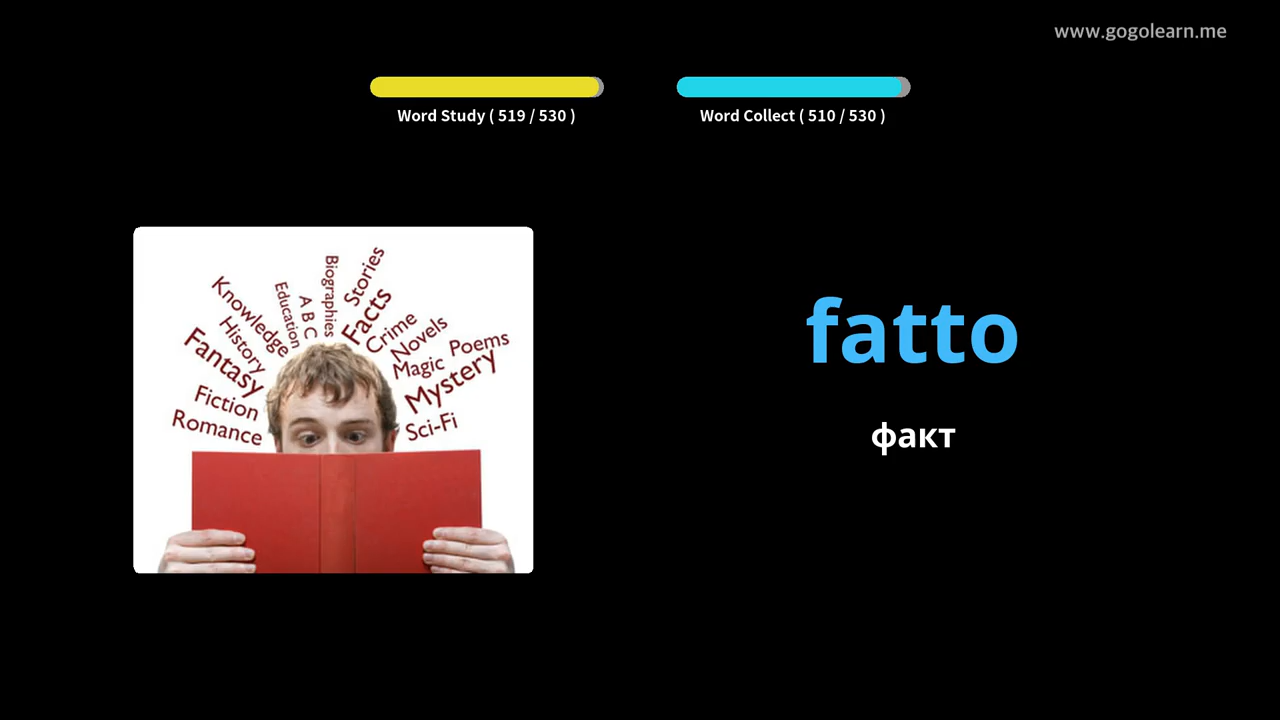 www.gogolearn.me
Word Study ( 519 / 530 )
Word Collect ( 510 / 530 )
Knowledge
History
Fantasy
Fiction
Romance
Education
A B C
Biographies
Stories
Facts
Crime
Novels
Magic
Poems
Mystery
Sci-Fi
fatto
факт